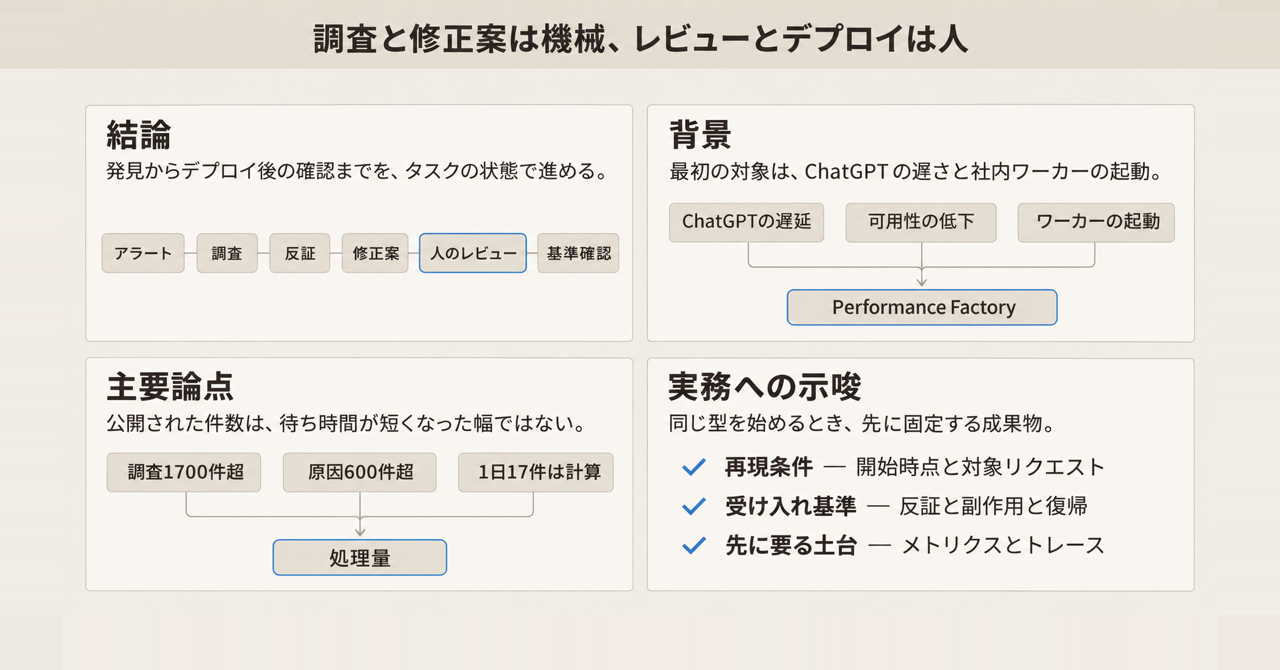 調査と修正案は機械、レビューとデプロイは人
結論
発見からデプロイ後の確認までを、タスクの状態で進める。
アラート
調査
反証
修正案
人のレビュー
基準確認
背景
最初の対象は、ChatGPTの遅さと社内ワーカーの起動。
ChatGPTの遅延
可用性の低下
ワーカーの起動
Performance Factory
主要論点
公開された件数は、待ち時間が短くなった幅ではない。
調査1700件超
原因600件超
1日17件は計算
処理量
実務への示唆
同じ型を始めるとき、先に固定する成果物。
再現条件 — 開始時点と対象リクエスト
受け入れ基準 — 反証と副作用と復帰
先に要る土台 — メトリクスとトレース